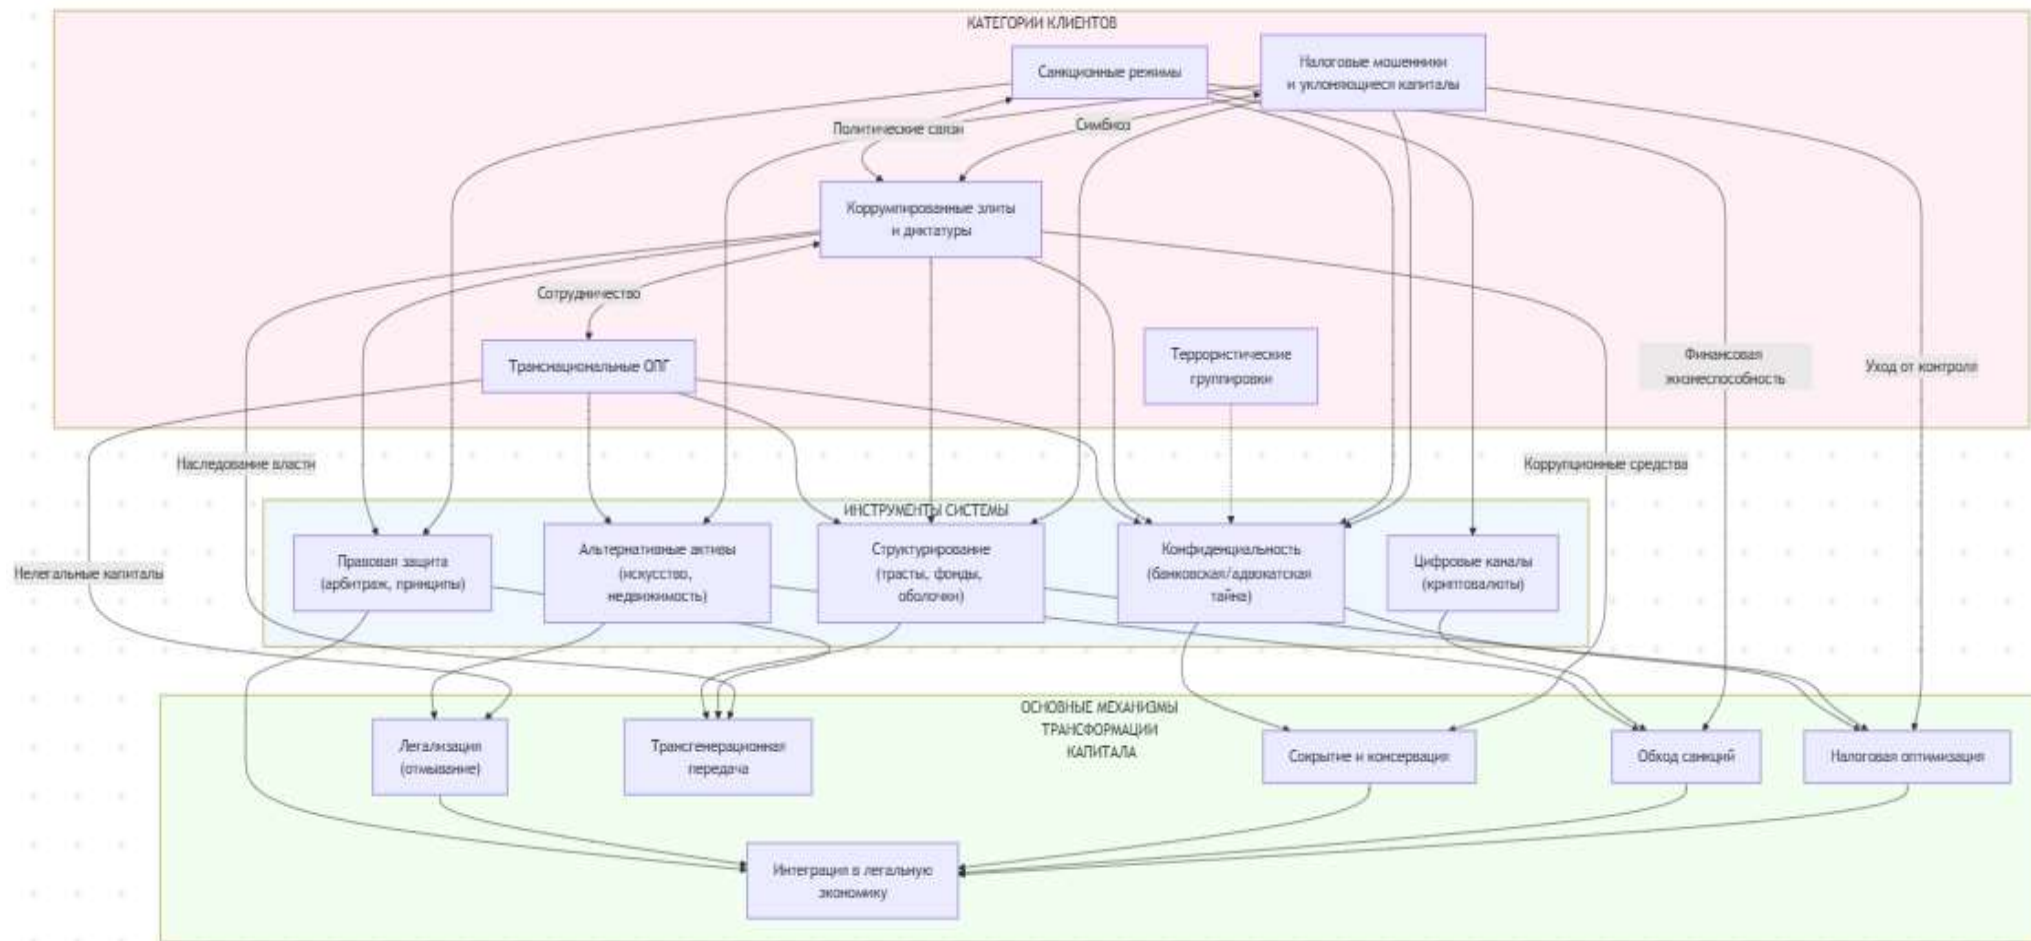 КАТЕГОРИИ КЛИЕНТОВ
Санкционные режимы
Налоговые мошенники
и уклоняющиеся капиталы
Политические связи
Симбиоз
Коррумпированные элиты
и диктатуры
Сотрудничество
Транснациональные ОПГ
Террористические
группировки
Финансовая
жизнеспособность
Уход от контроля
Наследование власти
Коррупционные средства
ИНСТРУМЕНТЫ СИСТЕМЫ
Правовая защита
(арбитраж, принципы)
Альтернативные активы
(искусство,
недвижимость)
Структурирование
(трасты, фонды,
оболочки)
Конфиденциальность
(банковская/адвокатская
тайна)
Цифровые каналы
(криптовалюты)
Нелегальные капиталы
ОСНОВНЫЕ МЕХАНИЗМЫ
ТРАНСФОРМАЦИИ
КАПИТАЛА
Легализация
(отмывание)
Трансгенерационная
передача
Сокрытие и консервация
Обход санкций
Налоговая оптимизация
Интеграция в легальную
экономику